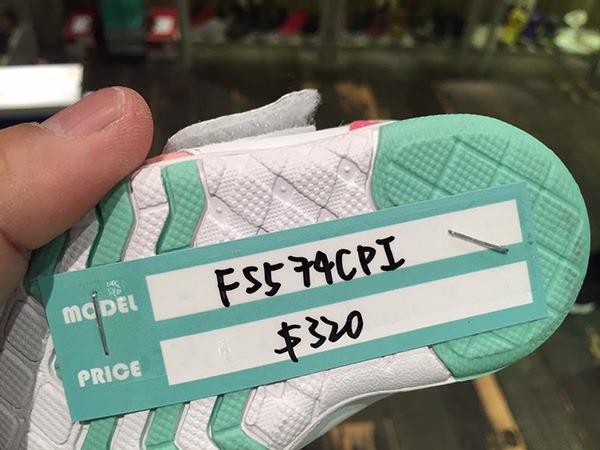 MODEL FS574CPI
PRICE $320